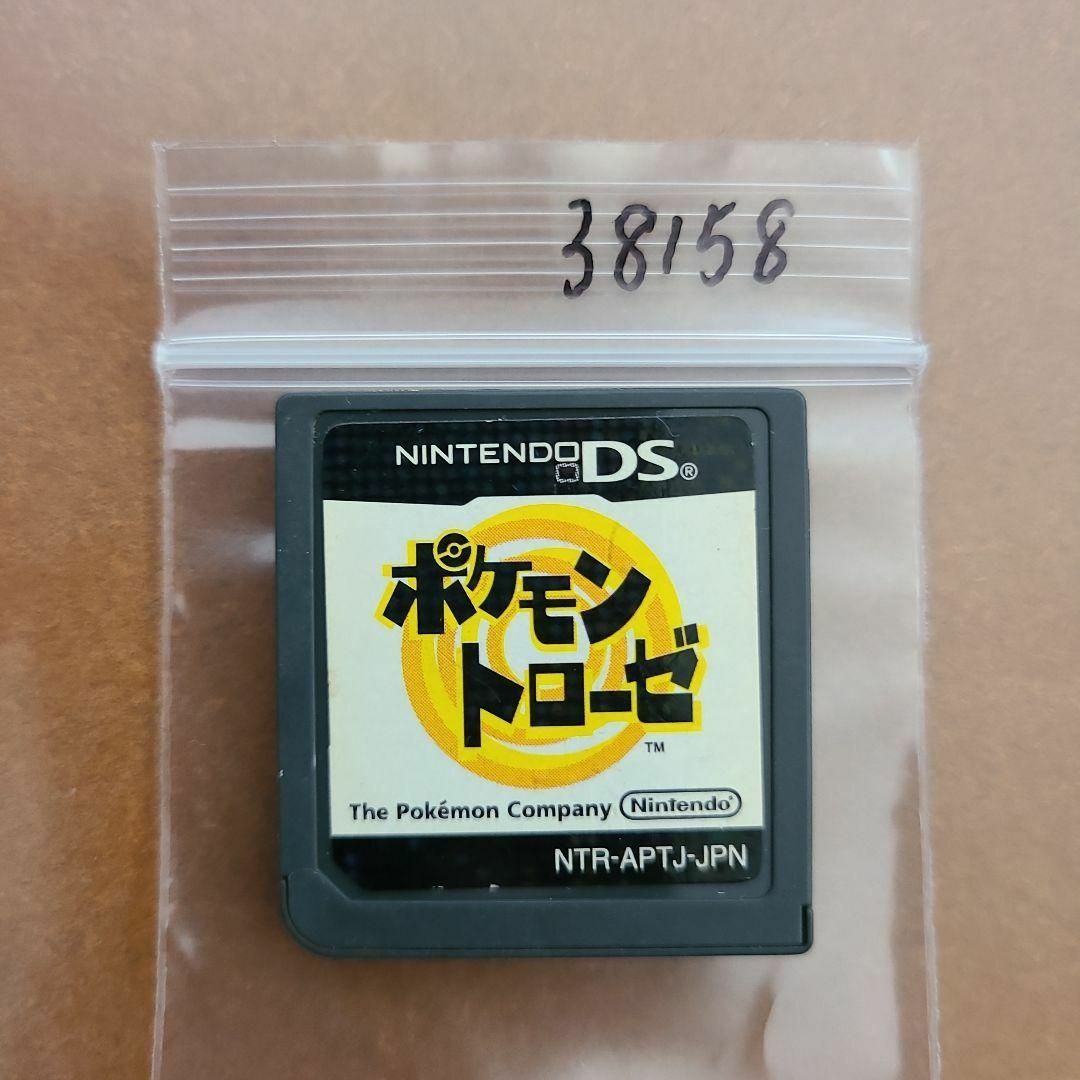 38158
NINTENDO DS®
ポケモン
トローゼ
TM
The Pokémon Company Nintendo®
NTR-APTJ-JPN